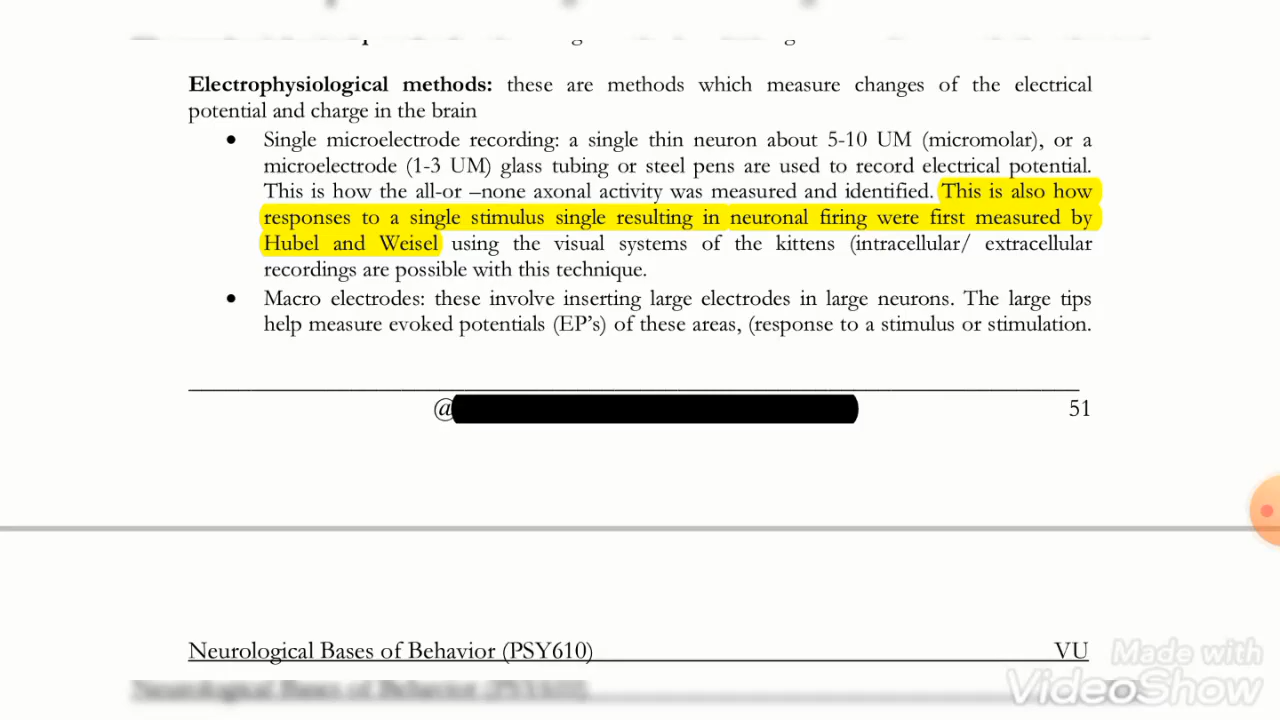 Electrophysiological methods: these are methods which measure changes of the electrical
potential and charge in the brain
• Single microelectrode recording: a single thin neuron about 5-10 UM (micromolar), or a
microelectrode (1-3 UM) glass tubing or steel pens are used to record electrical potential.
This is how the all-or –none axonal activity was measured and identified. This is also how
responses to a single stimulus single resulting in neuronal firing were first measured by
Hubel and Weisel using the visual systems of the kittens (intracellular/ extracellular
recordings are possible with this technique.
• Macro electrodes: these involve inserting large electrodes in large neurons. The large tips
help measure evoked potentials (EP's) of these areas, (response to a stimulus or stimulation.
@ 51
Neurological Bases of Behavior (PSY610) VU
Made with
VideoShow
Neurological Bases of Behavior (PSY610)